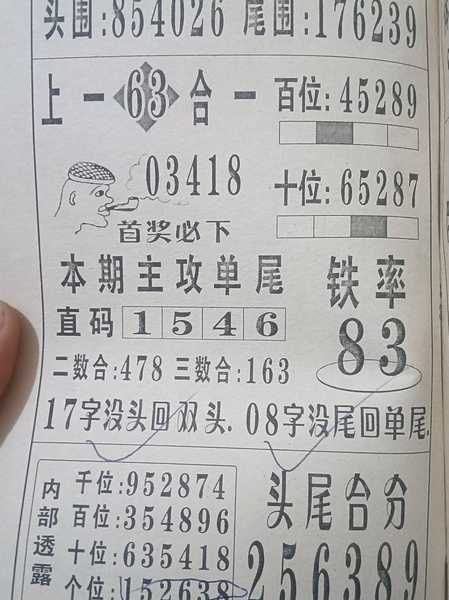 头围:854026 尾围:176239
上一63合一
百位:45289
03418
十位:65287
首奖必下
本期主攻单尾
铁率
直码 1546
83
二数合:478 三数合:163
17字没头回双头. 08字没尾回单尾.
内部透露
千位:952874
百位:354896
十位:635418
个位:152638
头尾合分
256389